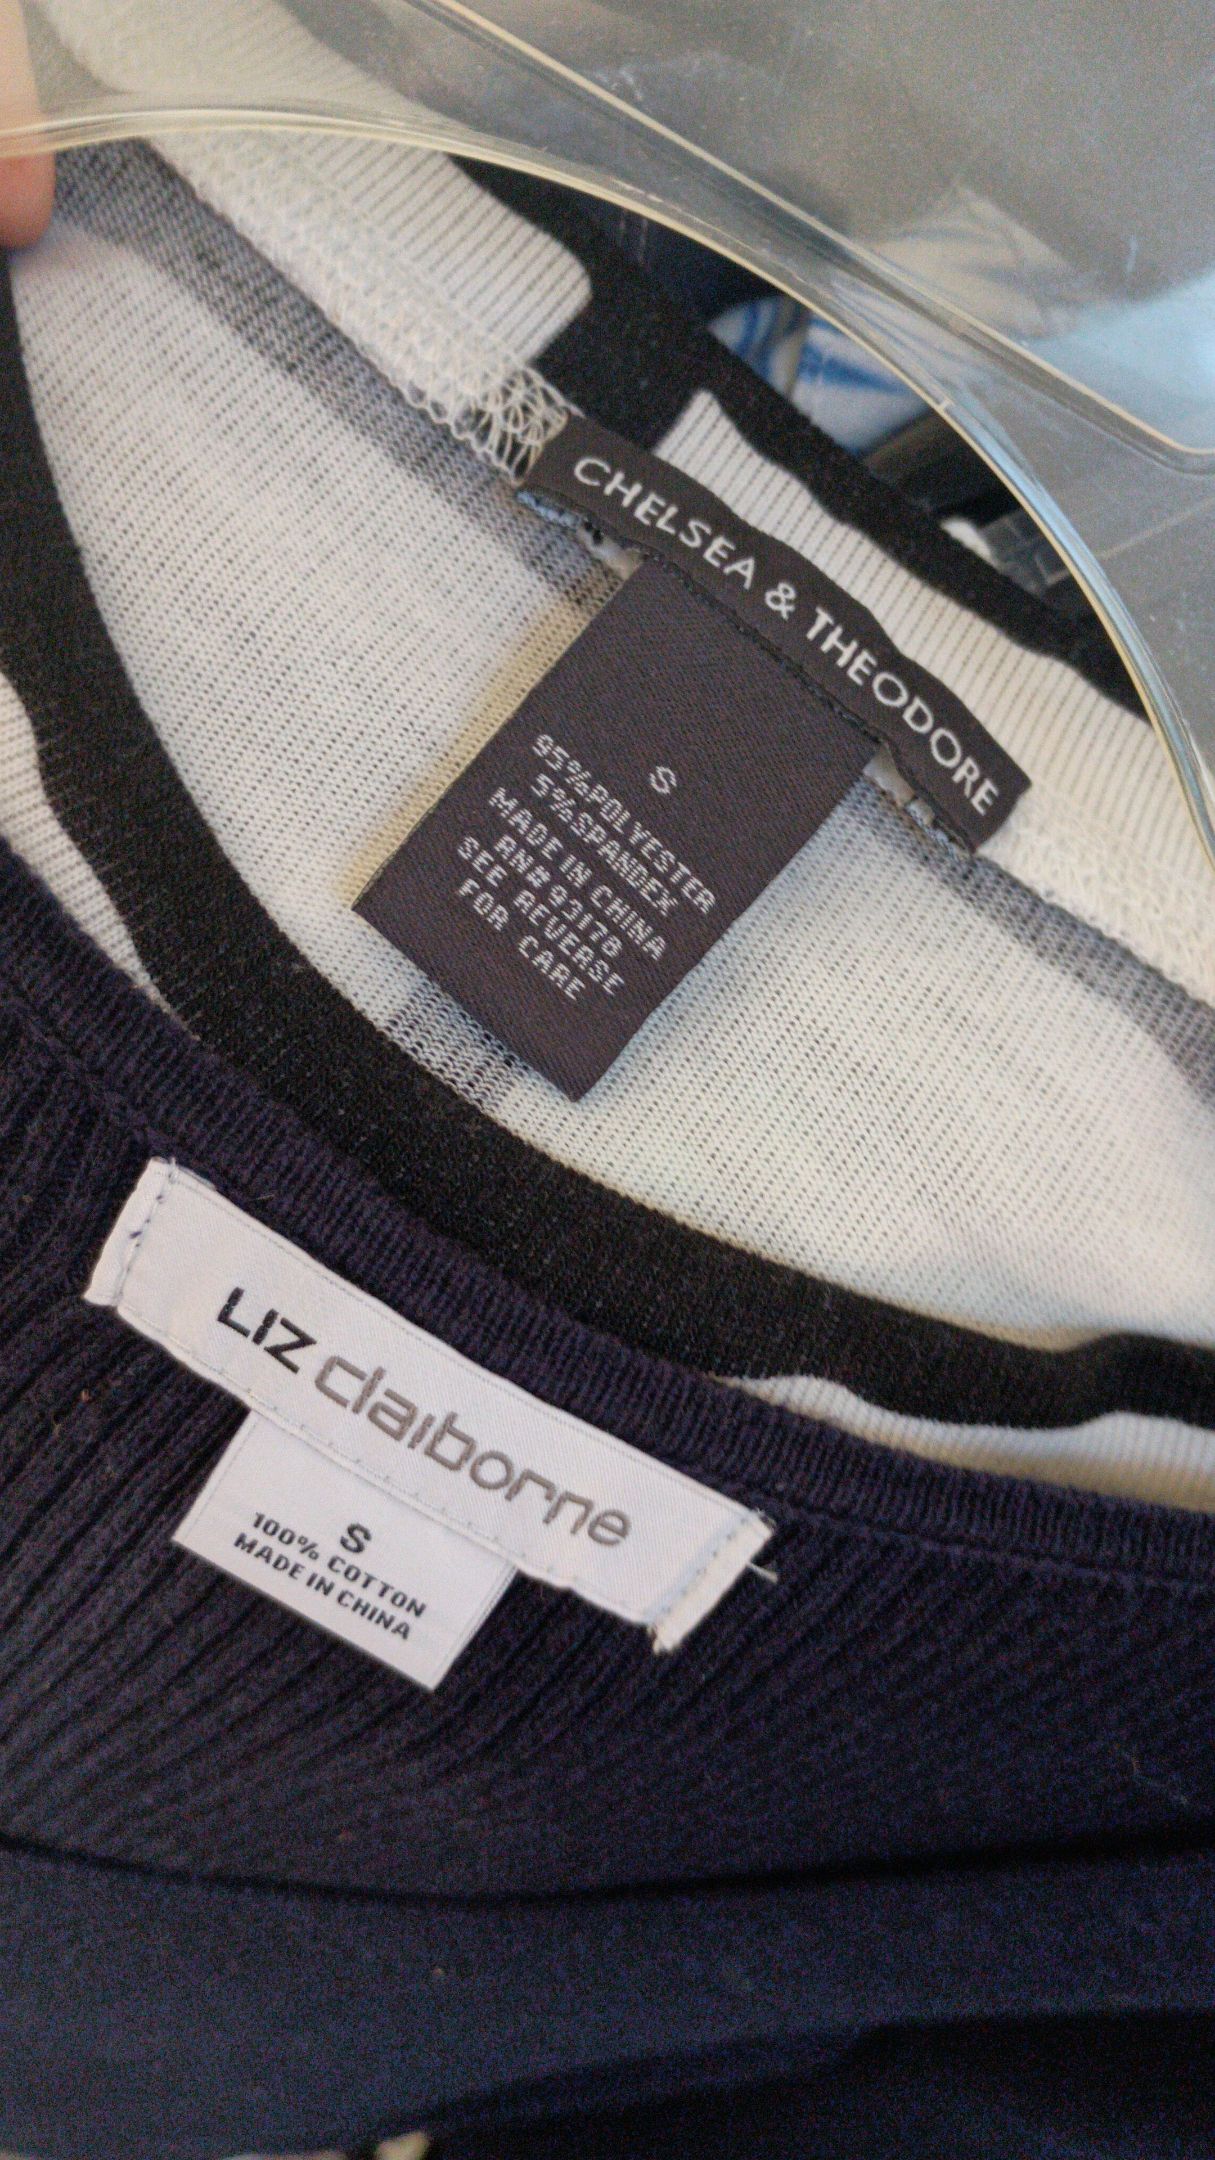 CHELSEA & THEODORE
S
95%POLYESTER
5%SPANDEX
MADE IN CHINA
RN# 92170
SEE REVERSE
FOR CARE
LIZ claiborne
S
100% COTTON
MADE IN CHINA